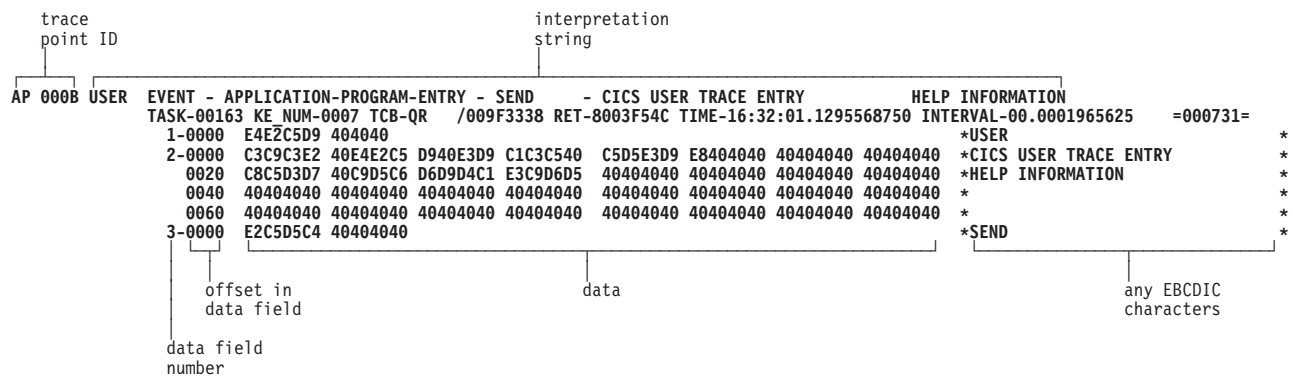 trace interpretation
point ID string
AP 000B USER EVENT - APPLICATION-PROGRAM-ENTRY - SEND - CICS USER TRACE ENTRY HELP INFORMATION
TASK-00163 KE_NUM-0007 TCB-QR /009F3338 RET-8003F54C TIME-16:32:01.1295568750 INTERVAL-00.0001965625 =000731=
1-0000 E4E2C5D9 404040 *USER *
2-0000 C3C9C3E2 40E4E2C5 D940E3D9 C1C3C540 C5D5E3D9 E8404040 40404040 40404040 *CICS USER TRACE ENTRY *
0020 C8C5D3D7 40C9D5C6 D6D9D4C1 E3C9D6D5 40404040 40404040 40404040 40404040 *HELP INFORMATION *
0040 40404040 40404040 40404040 40404040 40404040 40404040 40404040 40404040 * *
0060 40404040 40404040 40404040 40404040 40404040 40404040 40404040 40404040 * *
3-0000 E2C5D5C4 40404040 *SEND *
offset in data any EBCDIC
data field characters
data field
number